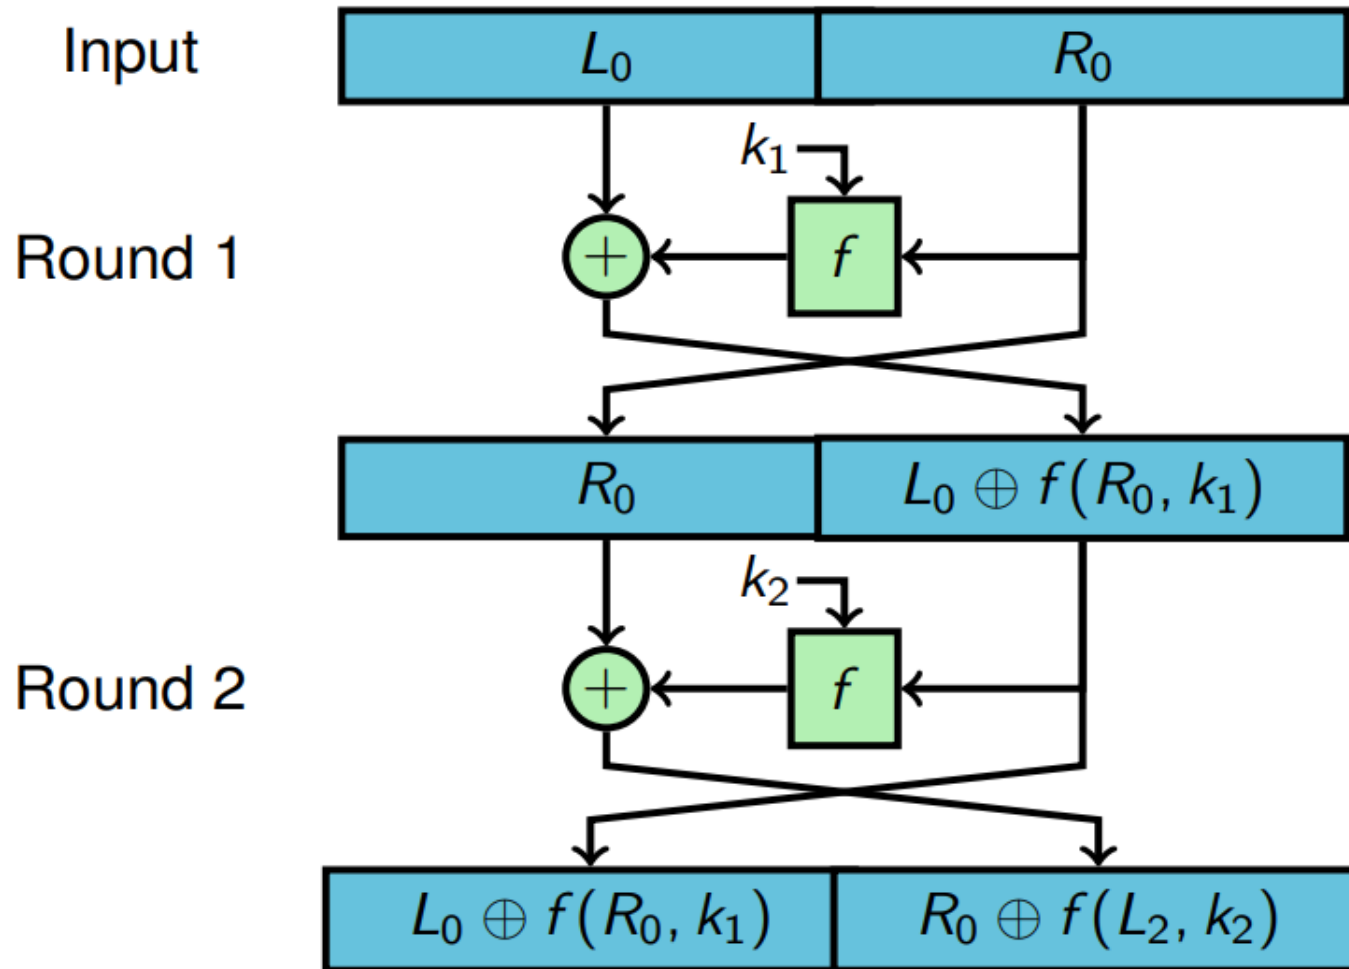 Input L₀ R₀
k₁
Round 1 + f
R₀ L₀ ⊕ f(R₀, k₁)
k₂
Round 2 + f
L₀ ⊕ f(R₀, k₁) R₀ ⊕ f(L₂, k₂)